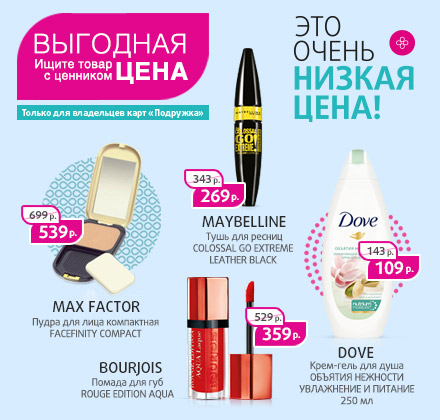 ВЫГОДНАЯ
Ищите товар
с ценником ЦЕНА
Только для владельцев карт «Подружка»
ЭТО
ОЧЕНЬ
НИЗКАЯ
ЦЕНА!
343 р.
269 р.
MAYBELLINE
Тушь для ресниц
COLOSSAL GO EXTREME
LEATHER BLACK
699 р.
539 р.
MAX FACTOR
Пудра для лица компактная
FACEFINITY COMPACT
Dove
143 р.
109 р.
DOVE
Крем-гель для душа
ОБЪЯТИЯ НЕЖНОСТИ
УВЛАЖНЕНИЕ И ПИТАНИЕ
250 мл
529 р.
359 р.
BOURJOIS
Помада для губ
ROUGE EDITION AQUA